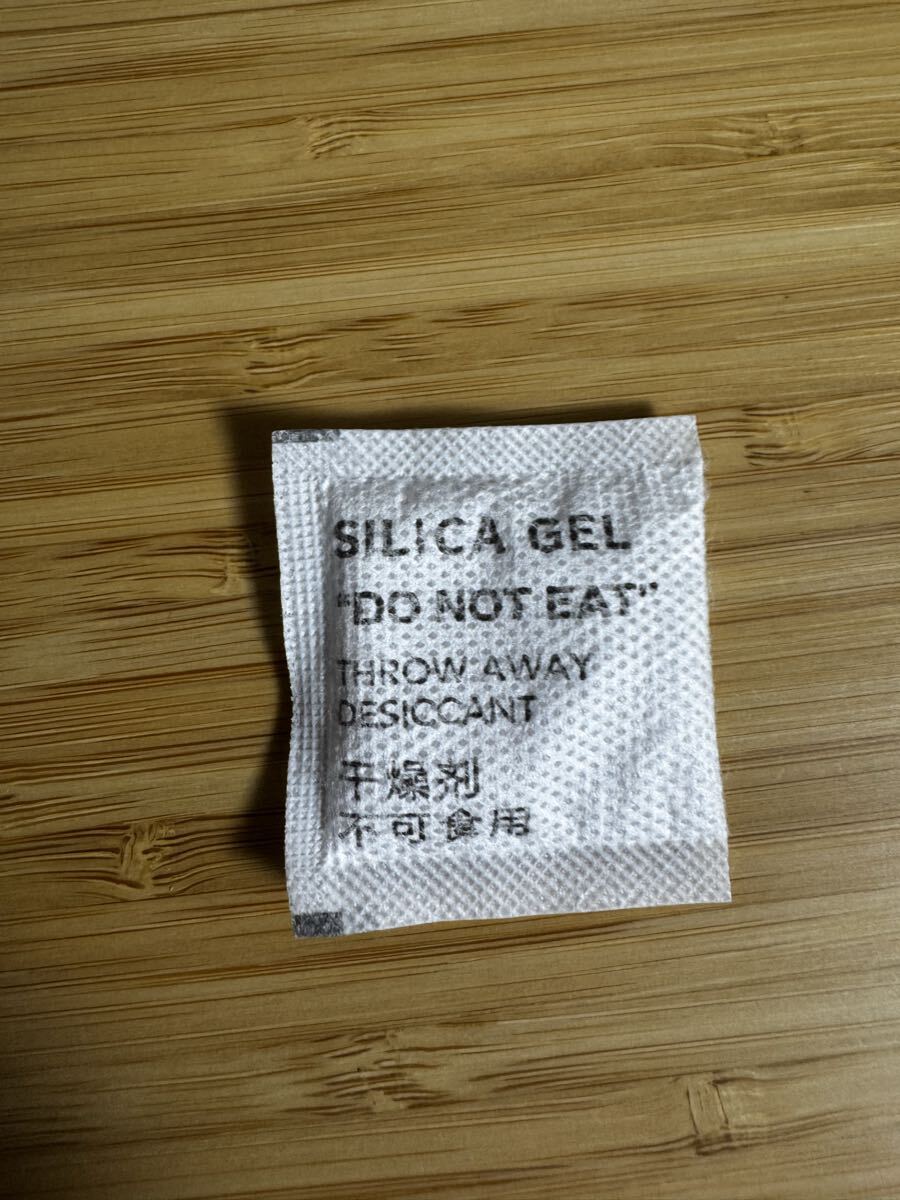 SILICA GEL
"DO NOT EAT"
THROW AWAY
DESICCANT
干燥剂
不可食用